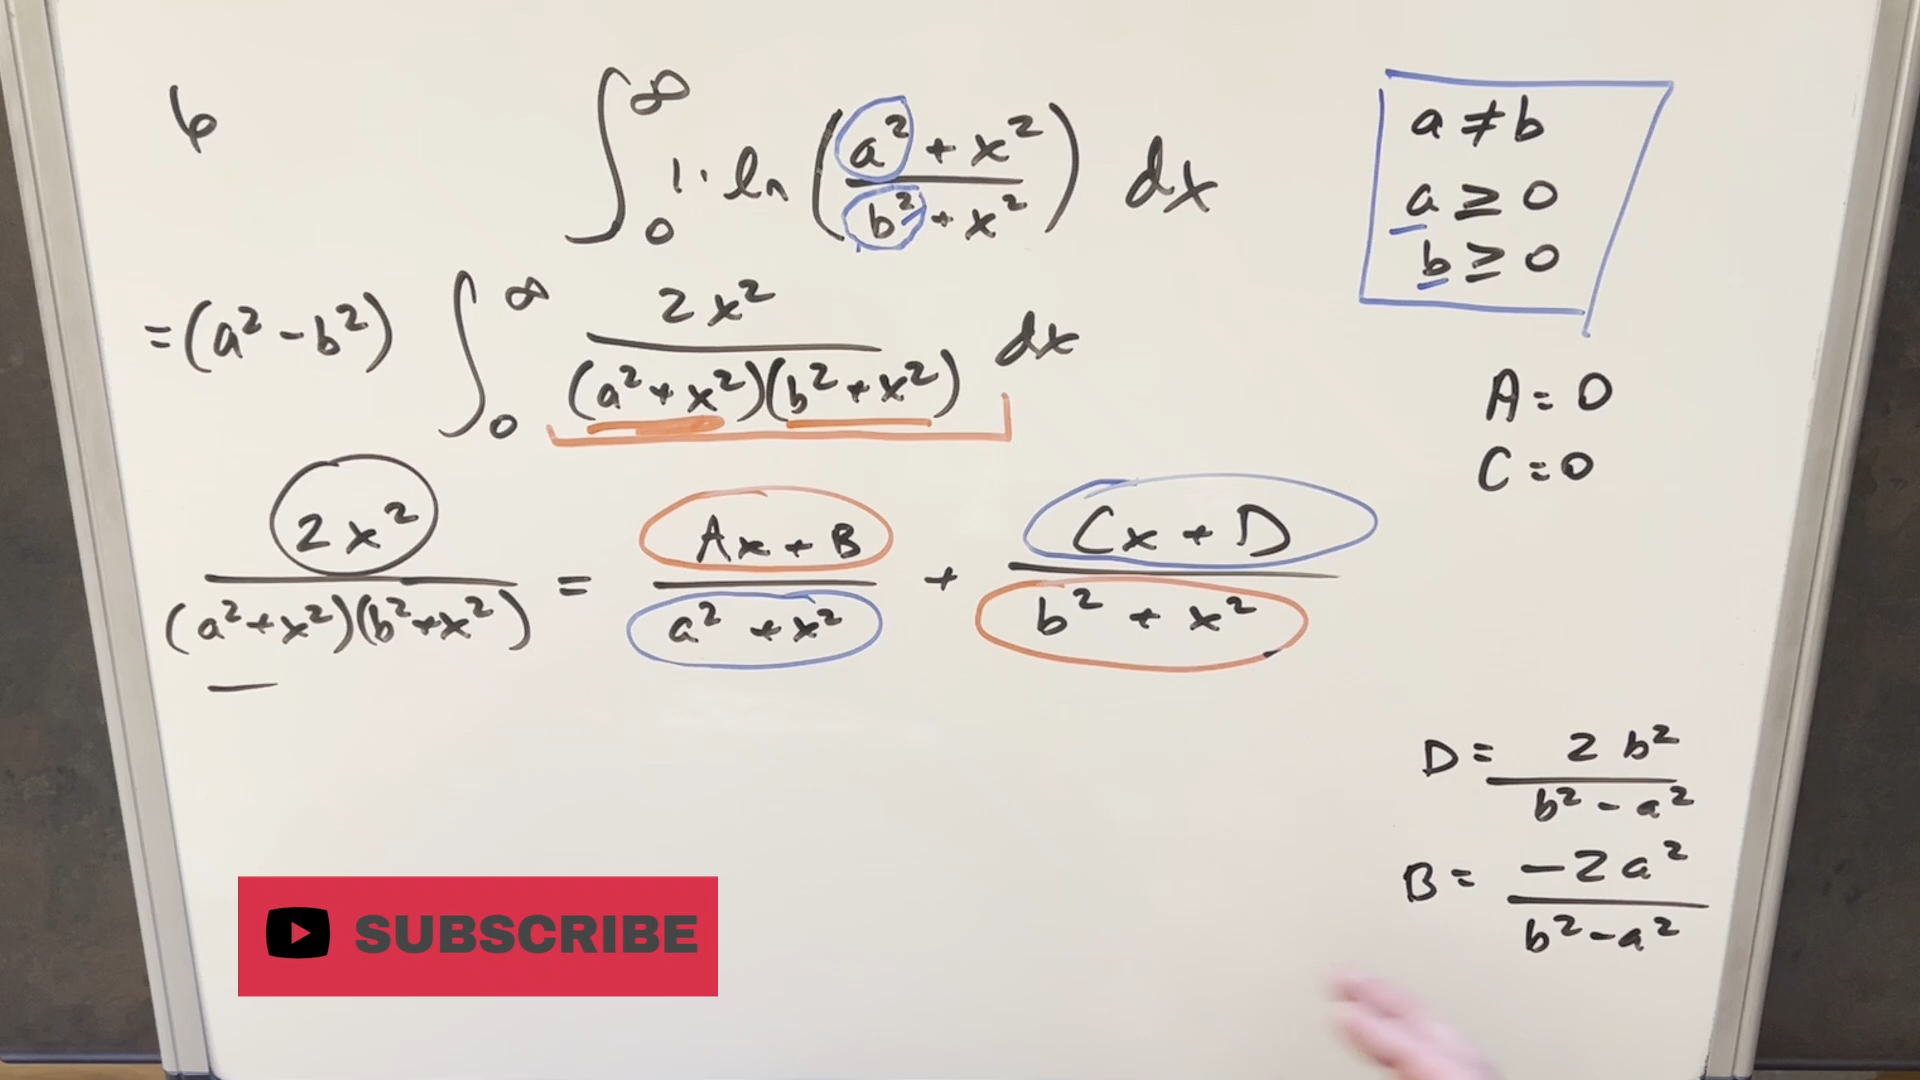 6
∫₀^∞ 1· ln ( (a² + x²) / (b² + x²) ) dx
a ≠ b
a ≥ 0
b ≥ 0
= (a² − b²) ∫₀^∞ 2x² / ((a² + x²)(b² + x²)) dx
A = 0
C = 0
2x² / ((a² + x²)(b² + x²)) = (Ax + B) / (a² + x²) + (Cx + D) / (b² + x²)
D = 2b² / (b² − a²)
B = −2a² / (b² − a²)
SUBSCRIBE